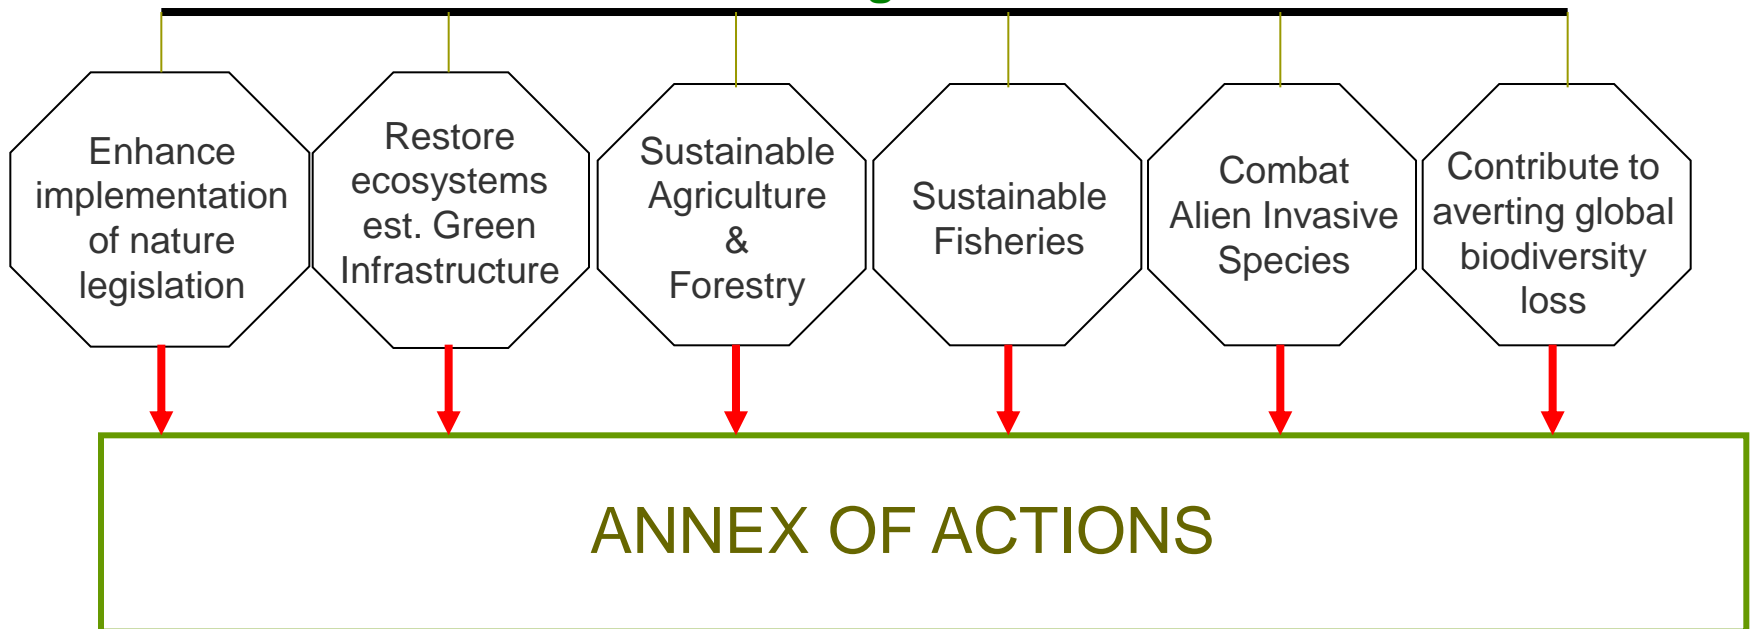 Enhance
implementation
of nature
legislation
Restore
ecosystems
est. Green
Infrastructure
Sustainable
Agriculture
&
Forestry
Sustainable
Fisheries
Combat
Alien Invasive
Species
Contribute to
averting global
biodiversity
loss
ANNEX OF ACTIONS